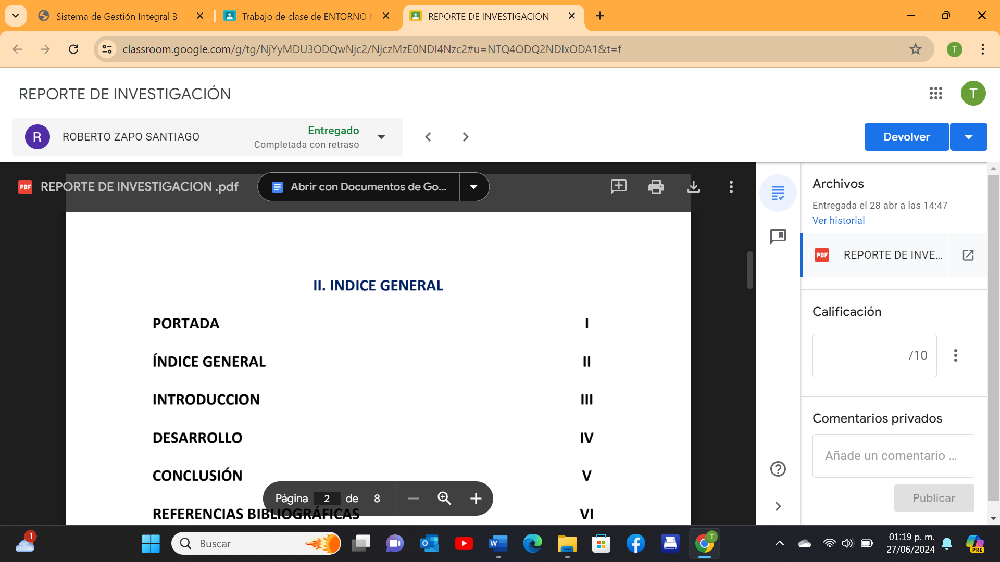 Sistema de Gestión Integral 3
Trabajo de clase de ENTORNO
REPORTE DE INVESTIGACIÓN
classroom.google.com/g/tg/NjYyMDU3ODQwNjc2/NjczMzE0NDI4Nzc2#u=NTQ4ODQ2NDIxODA1&t=f
T
REPORTE DE INVESTIGACIÓN
T
R
ROBERTO ZAPO SANTIAGO
Entregado
Completada con retraso
Devolver
PDF
REPORTE DE INVESTIGACION .pdf
Abrir con Documentos de Go...
II. INDICE GENERAL
PORTADA I
ÍNDICE GENERAL II
INTRODUCCION III
DESARROLLO IV
CONCLUSIÓN V
REFERENCIAS BIBLIOGRÁFICAS VI
Página 2 de 8
Archivos
Entregada el 28 abr a las 14:47
Ver historial
PDF
REPORTE DE INVE...
Calificación
/10
Comentarios privados
Añade un comentario ...
Publicar
1
Buscar
T
01:19 p. m.
27/06/2024
PRE